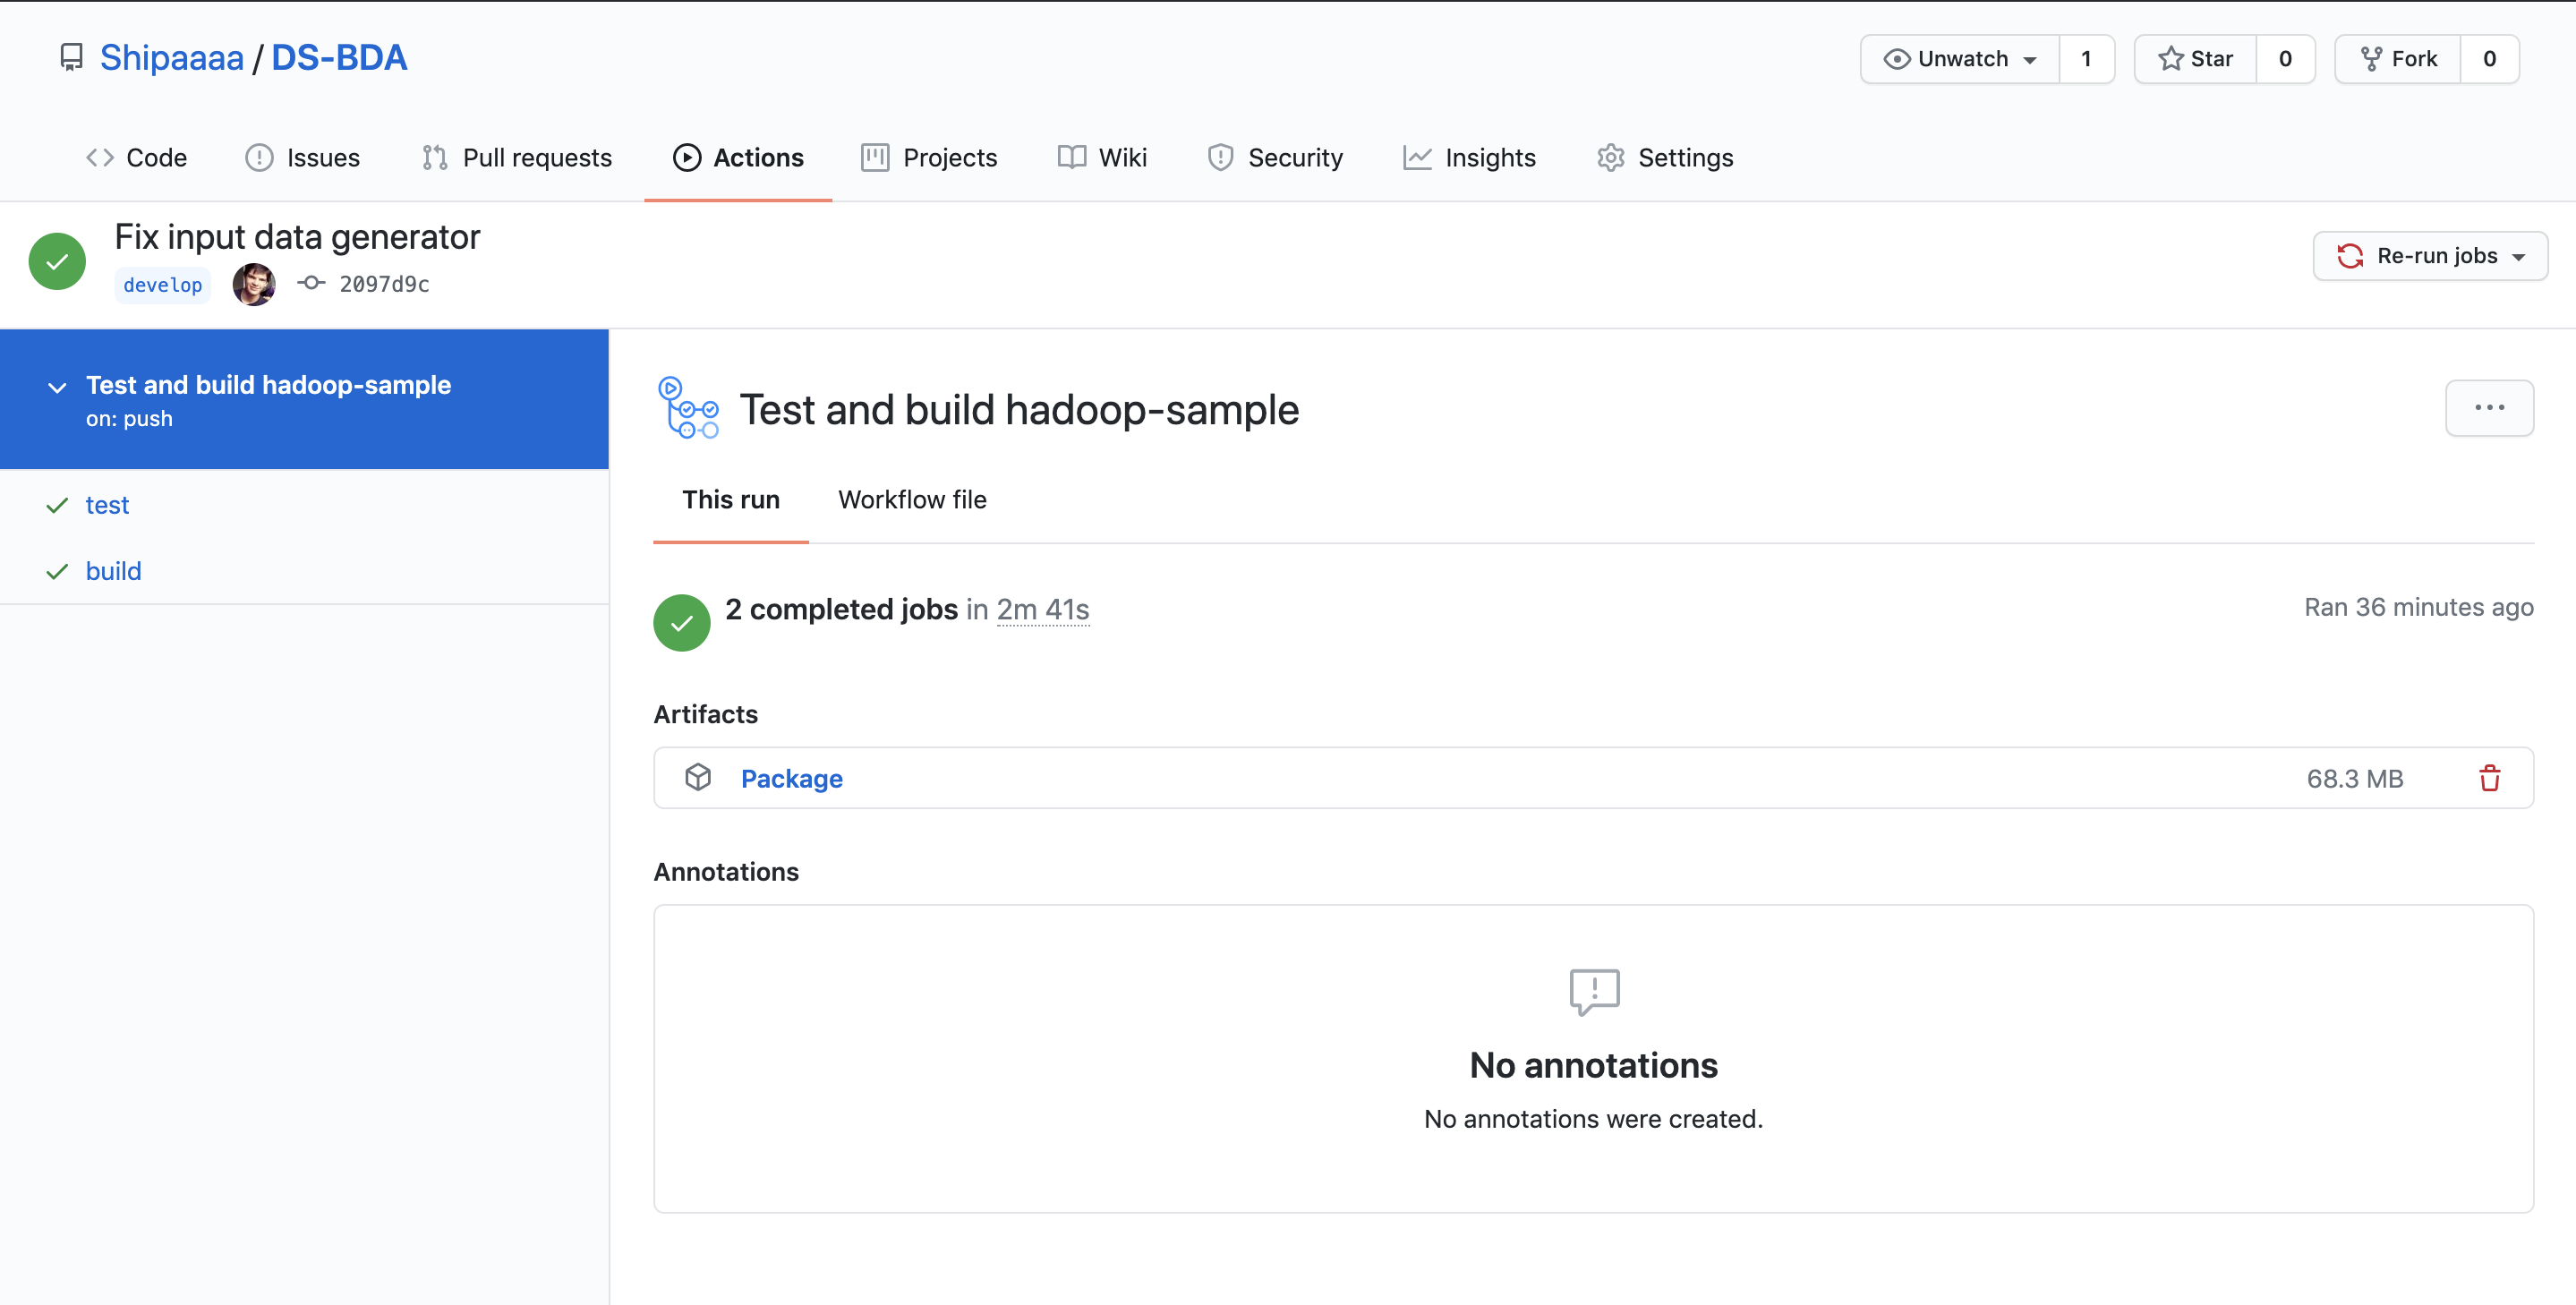 Shipaaaa / DS-BDA
Unwatch 1
Star 0
Fork 0
Code
Issues
Pull requests
Actions
Projects
Wiki
Security
Insights
Settings
Fix input data generator
develop 2097d9c
Re-run jobs
Test and build hadoop-sample
on: push
test
build
Test and build hadoop-sample
...
This run
Workflow file
2 completed jobs in 2m 41s
Ran 36 minutes ago
Artifacts
Package
68.3 MB
Annotations
No annotations
No annotations were created.